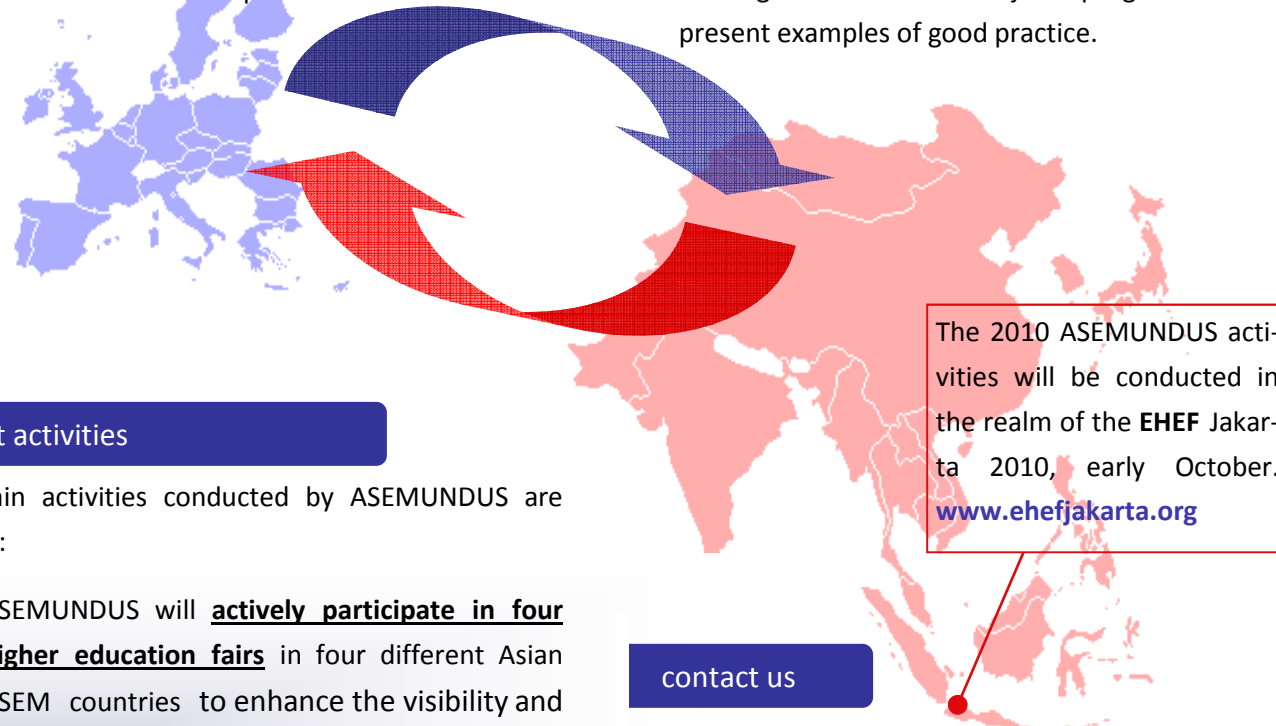 present examples of good practice.
t activities
in activities conducted by ASEMUNDUS are
:
SEMUNDUS will actively participate in four
igher education fairs in four different Asian
SEM countries to enhance the visibility and
The 2010 ASEMUNDUS acti-
vities will be conducted in
the realm of the EHEF Jakar-
ta 2010, early October.
www.ehefjakarta.org
contact us